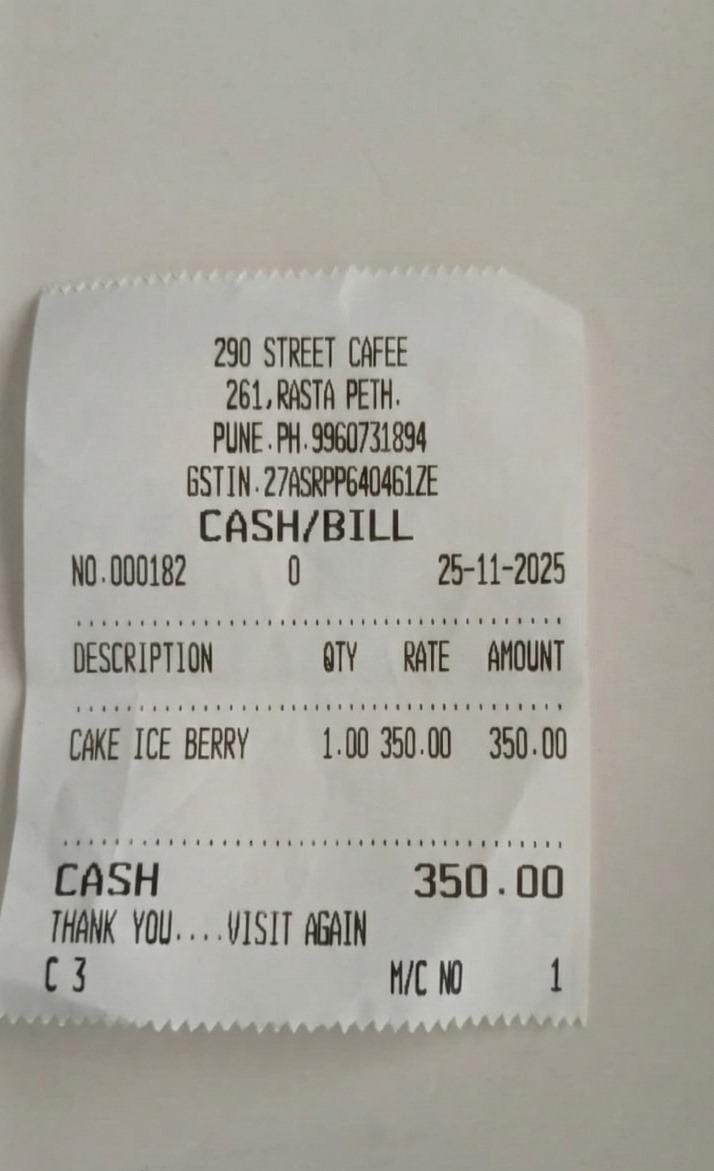 290 STREET CAFEE
261,RASTA PETH.
PUNE.PH.9960731894
GSTIN.27ASRPP640461ZE
CASH/BILL
NO.000182 0 25-11-2025
DESCRIPTION QTY RATE AMOUNT
CAKE ICE BERRY 1.00 350.00 350.00
CASH 350.00
THANK YOU....VISIT AGAIN
C 3 M/C NO 1